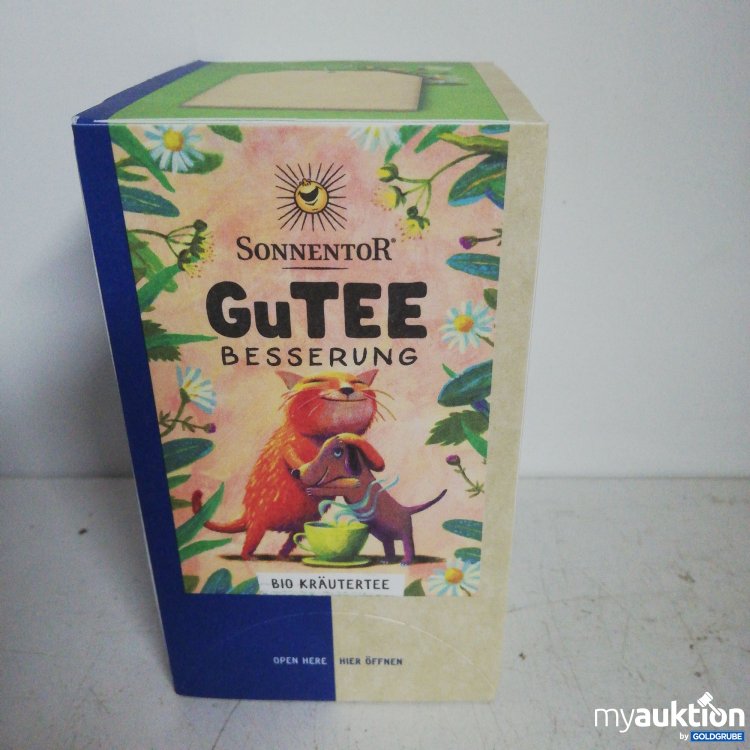 SONNENTOR®
GuTEE
BESSERUNG
BIO KRÄUTERTEE
OPEN HERE HIER ÖFFNEN
myauktion
by GOLDGRUBE